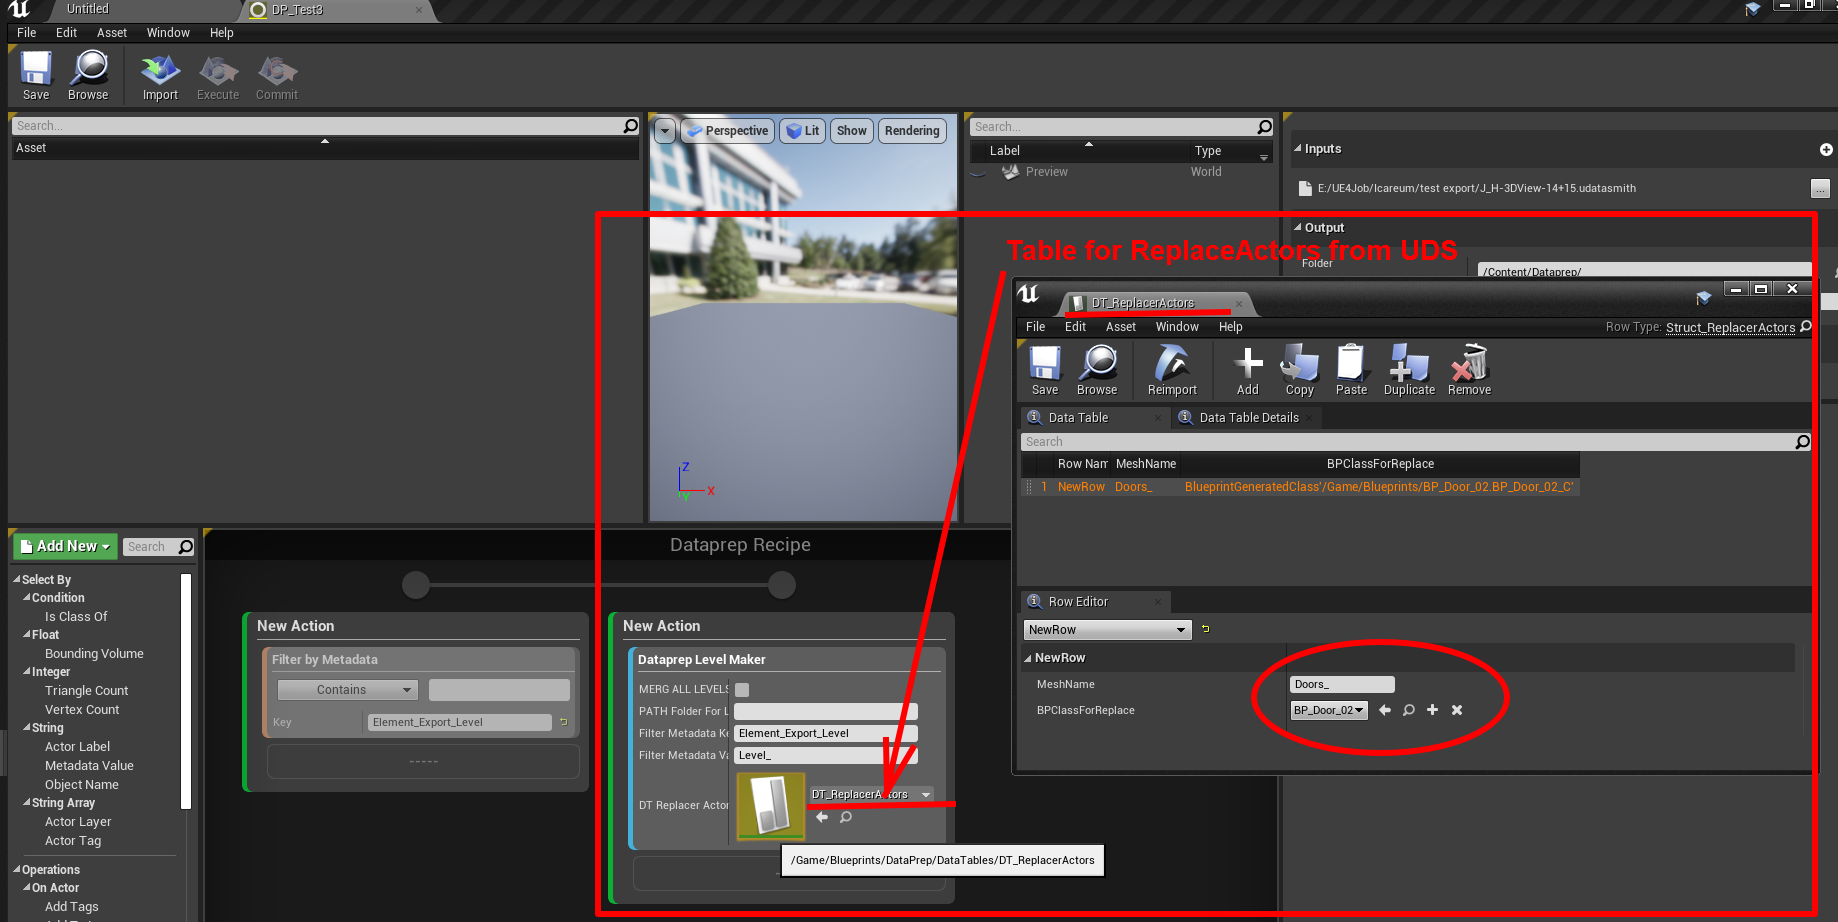 Untitled
DP_Test3
File Edit Asset Window Help
Save Browse Import Execute Commit
Search...
Asset
Perspective Lit Show Rendering
Search...
Label Type
Preview World
Inputs
E:/UE4Job/Icareum/test export/J_H-3DView-14+15.udatasmith
...
Output
Folder
/Content/Dataprep/
Table for ReplaceActors from UDS
DT_ReplacerActors
File Edit Asset Window Help
Row Type: Struct_ReplacerActors
Save Browse Reimport Add Copy Paste Duplicate Remove
Data Table Data Table Details
Search
Row Nam MeshName BPClassForReplace
1 NewRow Doors_ BlueprintGeneratedClass'/Game/Blueprints/BP_Door_02.BP_Door_02_C'
Row Editor
NewRow
NewRow
MeshName Doors_
BPClassForReplace BP_Door_02
Z
X
Y
Add New Search
Select By
Condition
Is Class Of
Float
Bounding Volume
Integer
Triangle Count
Vertex Count
String
Actor Label
Metadata Value
Object Name
String Array
Actor Layer
Actor Tag
Operations
On Actor
Add Tags
Dataprep Recipe
New Action
Filter by Metadata
Contains
Key Element_Export_Level
-----
New Action
Dataprep Level Maker
MERG ALL LEVELS
PATH Folder For L
Filter Metadata Ke Element_Export_Level
Filter Metadata Va Level_
DT Replacer Actor DT_ReplacerActors
/Game/Blueprints/DataPrep/DataTables/DT_ReplacerActors